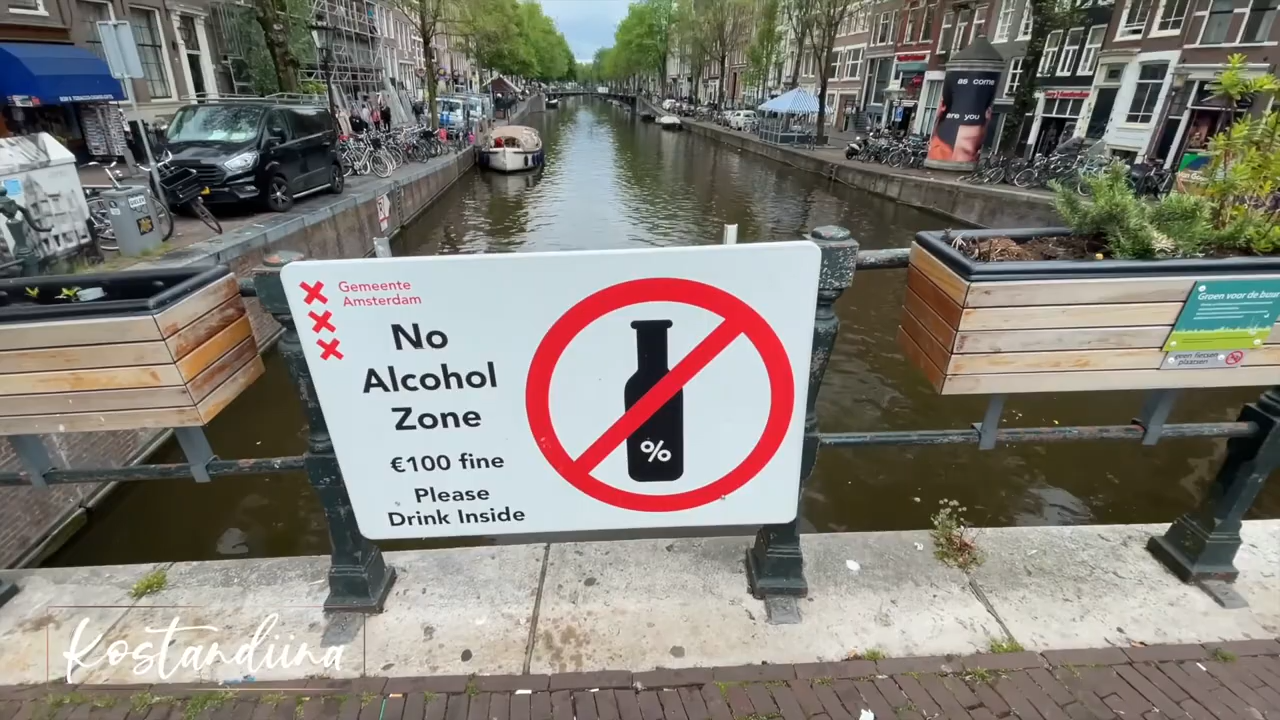 Gemeente
Amsterdam
No
Alcohol
Zone
€100 fine
Please
Drink Inside
%
as come
are you
Groen voor de buurt
geen fietsen
plaatsen
Kostandiina